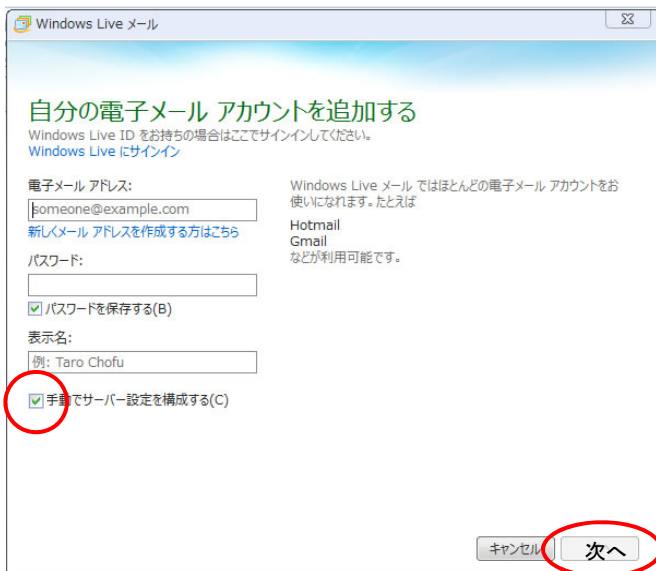 Windows Live メール
自分の電子メール アカウントを追加する
Windows Live ID をお持ちの場合はここでサインインしてください。
Windows Live にサインイン
電子メール アドレス:
someone@example.com
新しくメール アドレスを作成する方はこちら
パスワード:
パスワードを保存する(B)
表示名:
例: Taro Chofu
手動でサーバー設定を構成する(C)
Windows Live メール ではほとんどの電子メール アカウントをお
使いになれます。たとえば
Hotmail
Gmail
などが利用可能です。
キャンセル
次へ